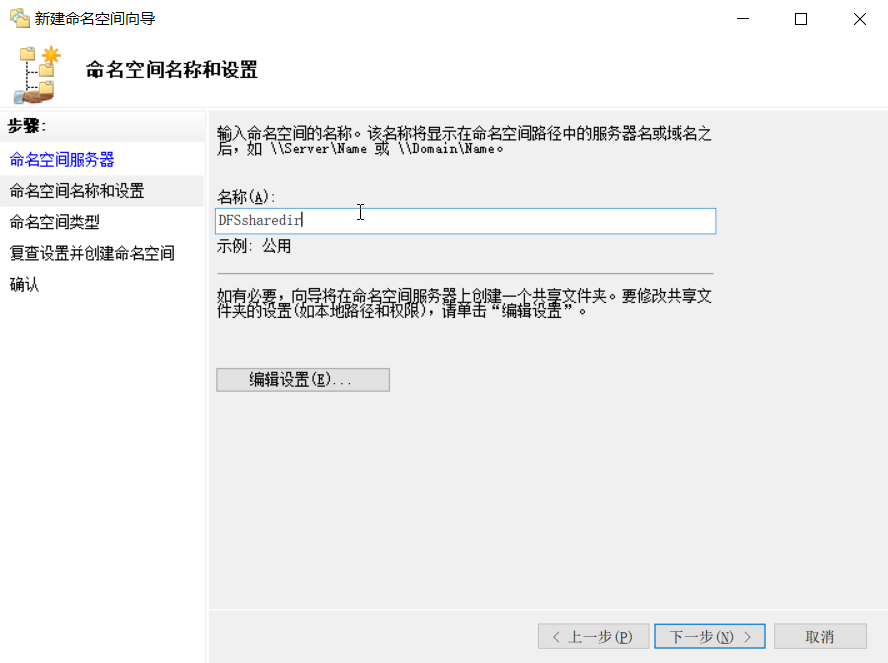 新建命名空间向导
命名空间名称和设置
步骤:
命名空间服务器
命名空间名称和设置
命名空间类型
复查设置并创建命名空间
确认
输入命名空间的名称。该名称将显示在命名空间路径中的服务器名或域名之
后，如 \\Server\Name 或 \\Domain\Name。
名称(A):
DFSsharedir
示例: 公用
如有必要，向导将在命名空间服务器上创建一个共享文件夹。要修改共享文
件夹的设置(如本地路径和权限)，请单击“编辑设置”。
编辑设置(E)...
< 上一步(P)
下一步(N) >
取消